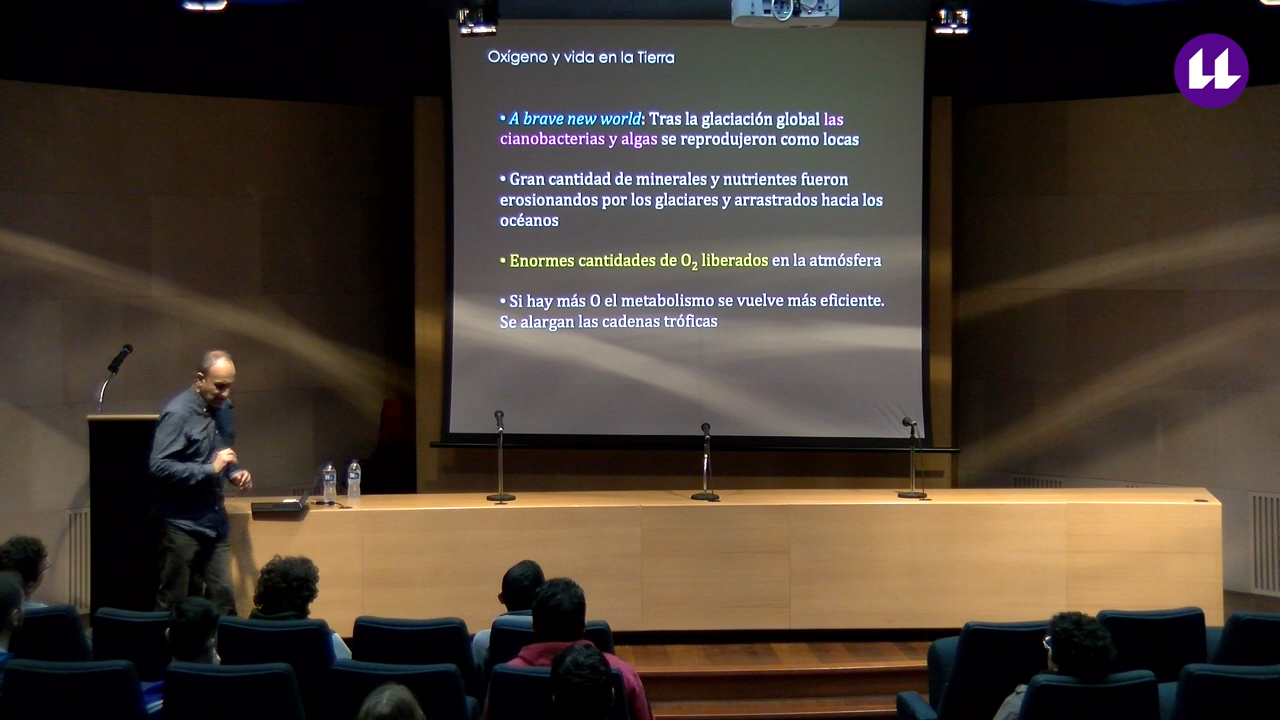 Oxígeno y vida en la Tierra
• A brave new world: Tras la glaciación global las
cianobacterias y algas se reprodujeron como locas
• Gran cantidad de minerales y nutrientes fueron
erosionandos por los glaciares y arrastrados hacia los
océanos
• Enormes cantidades de O₂ liberados en la atmósfera
• Si hay más O el metabolismo se vuelve más eficiente.
Se alargan las cadenas tróficas